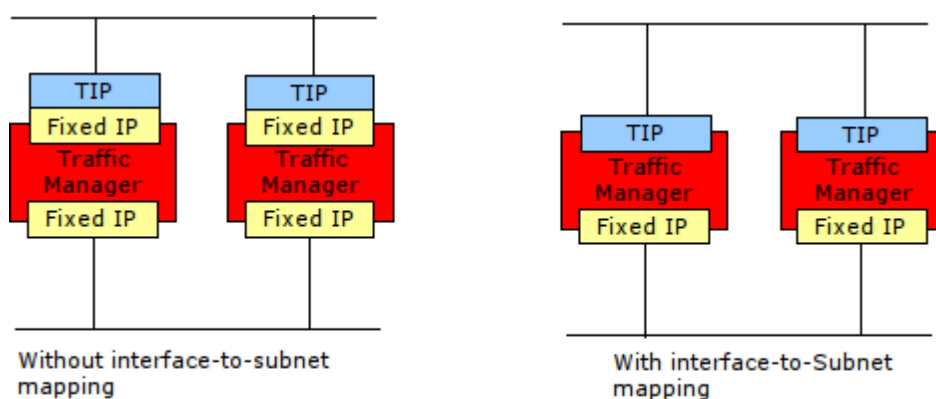 TIP
Fixed IP
Traffic
Manager
Fixed IP
TIP
Fixed IP
Traffic
Manager
Fixed IP
Without interface-to-subnet
mapping
TIP
Traffic
Manager
Fixed IP
TIP
Traffic
Manager
Fixed IP
With interface-to-Subnet
mapping